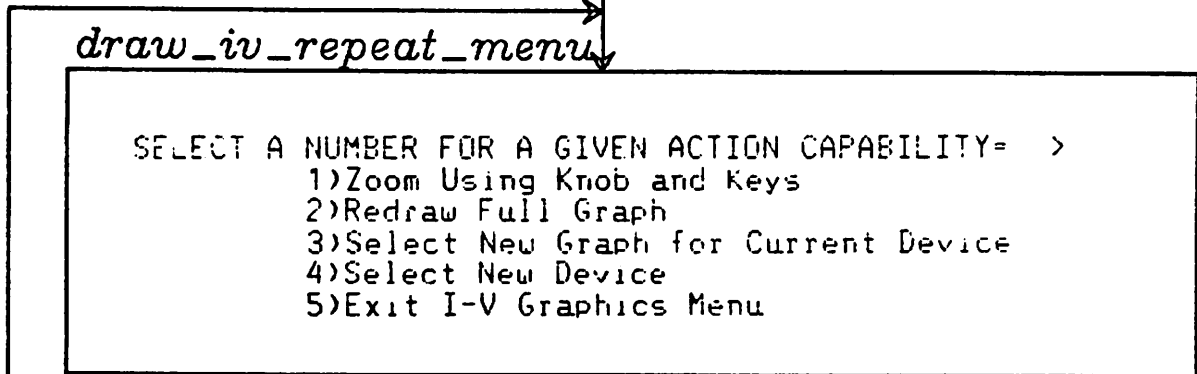 draw_iv_repeat_menu
SELECT A NUMBER FOR A GIVEN ACTION CAPABILITY= >
1)Zoom Using Knob and Keys
2)Redraw Full Graph
3)Select New Graph for Current Device
4)Select New Device
5)Exit I-V Graphics Menu